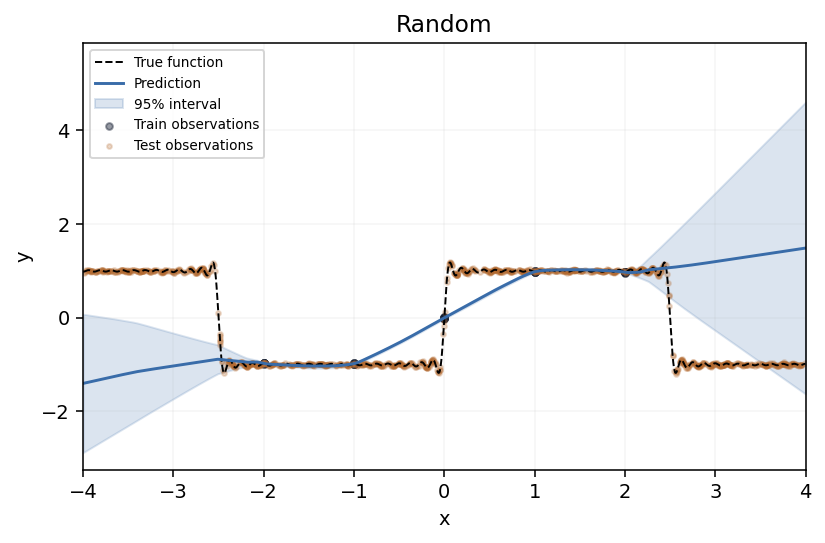 Random
True function
Prediction
95% interval
Train observations
Test observations
y
4
2
0
−2
−4
−3
−2
−1
0
1
2
3
4
x